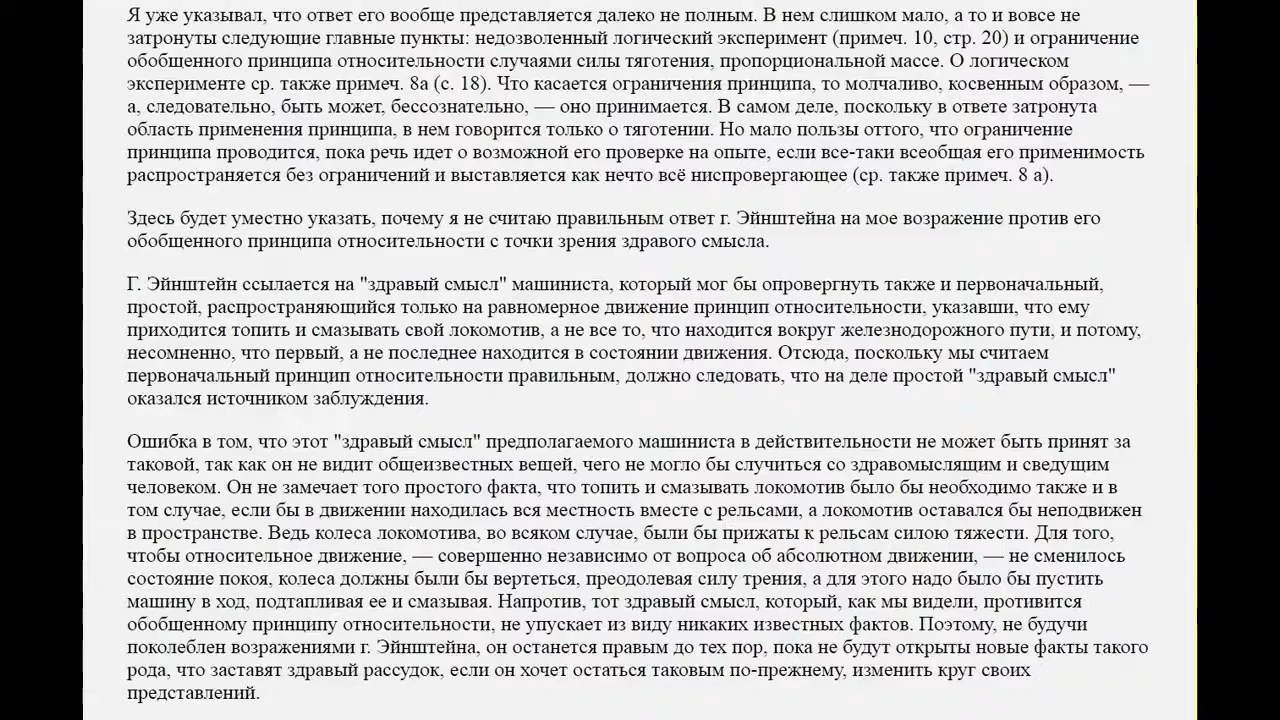 Я уже указывал, что ответ его вообще представляется далеко не полным. В нем слишком мало, а то и вовсе не
затронуты следующие главные пункты: недозволенный логический эксперимент (примеч. 10, стр. 20) и ограничение
обобщенного принципа относительности случаями силы тяготения, пропорциональной массе. О логическом
эксперименте ср. также примеч. 8а (с. 18). Что касается ограничения принципа, то молчаливо, косвенным образом, —
а, следовательно, быть может, бессознательно, — оно принимается. В самом деле, поскольку в ответе затронута
область применения принципа, в нем говорится только о тяготении. Но мало пользы оттого, что ограничение
принципа проводится, пока речь идет о возможной его проверке на опыте, если все-таки всеобщая его применимость
распространяется без ограничений и выставляется как нечто всё ниспровергающее (ср. также примеч. 8 а).
Здесь будет уместно указать, почему я не считаю правильным ответ г. Эйнштейна на мое возражение против его
обобщенного принципа относительности с точки зрения здравого смысла.
Г. Эйнштейн ссылается на "здравый смысл" машиниста, который мог бы опровергнуть также и первоначальный,
простой, распространяющийся только на равномерное движение принцип относительности, указавши, что ему
приходится топить и смазывать свой локомотив, а не все то, что находится вокруг железнодорожного пути, и потому,
несомненно, что первый, а не последнее находится в состоянии движения. Отсюда, поскольку мы считаем
первоначальный принцип относительности правильным, должно следовать, что на деле простой "здравый смысл"
оказался источником заблуждения.
Ошибка в том, что этот "здравый смысл" предполагаемого машиниста в действительности не может быть принят за
таковой, так как он не видит общеизвестных вещей, чего не могло бы случиться со здравомыслящим и сведущим
человеком. Он не замечает того простого факта, что топить и смазывать локомотив было бы необходимо также и в
том случае, если бы в движении находилась вся местность вместе с рельсами, а локомотив оставался бы неподвижен
в пространстве. Ведь колеса локомотива, во всяком случае, были бы прижаты к рельсам силою тяжести. Для того,
чтобы относительное движение, — совершенно независимо от вопроса об абсолютном движении, — не сменилось
состояние покоя, колеса должны были бы вертеться, преодолевая силу трения, а для этого надо было бы пустить
машину в ход, подтапливая ее и смазывая. Напротив, тот здравый смысл, который, как мы видели, противится
обобщенному принципу относительности, не упускает из виду никаких известных фактов. Поэтому, не будучи
поколеблен возражениями г. Эйнштейна, он останется правым до тех пор, пока не будут открыты новые факты такого
рода, что заставят здравый рассудок, если он хочет остаться таковым по-прежнему, изменить круг своих
представлений.